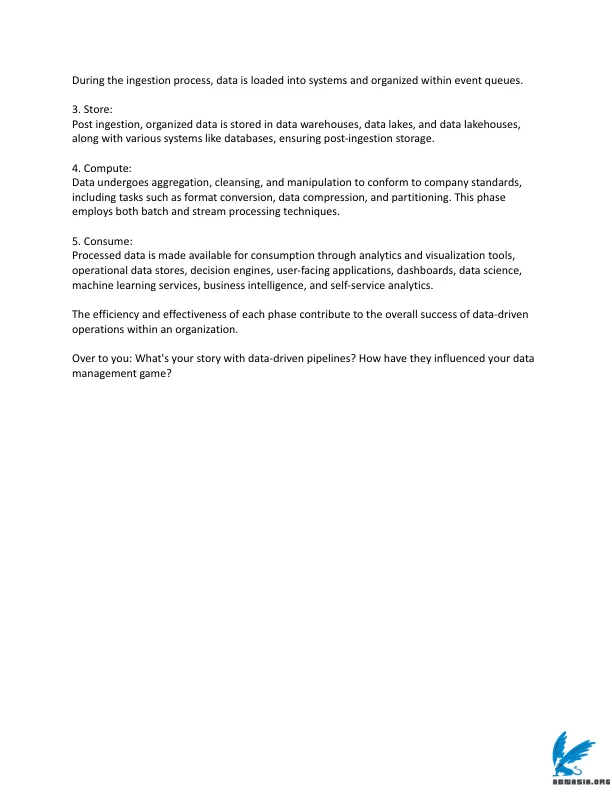 During the ingestion process, data is loaded into systems and organized within event queues.
3. Store:
Post ingestion, organized data is stored in data warehouses, data lakes, and data lakehouses,
along with various systems like databases, ensuring post-ingestion storage.
4. Compute:
Data undergoes aggregation, cleansing, and manipulation to conform to company standards,
including tasks such as format conversion, data compression, and partitioning. This phase
employs both batch and stream processing techniques.
5. Consume:
Processed data is made available for consumption through analytics and visualization tools,
operational data stores, decision engines, user-facing applications, dashboards, data science,
machine learning services, business intelligence, and self-service analytics.
The efficiency and effectiveness of each phase contribute to the overall success of data-driven
operations within an organization.
Over to you: What's your story with data-driven pipelines? How have they influenced your data
management game?
ABNASIA.ORG